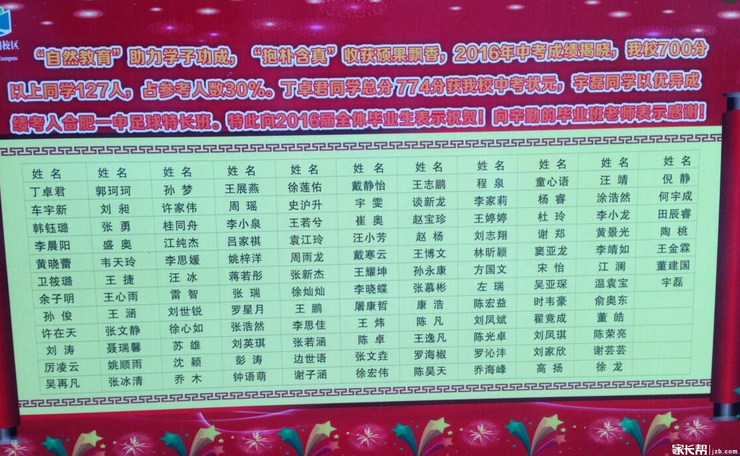 校区
“自然教育”助力学子功成，“抱朴含真”收获硕果飘香，2016年中考成绩揭晓，我校700分
以上同学127人，占参考人数30%。丁卓君同学总分774分获我校中考状元，宇磊同学以优异成
绩考入合肥一中足球特长班。特此向2016届全体毕业生表示祝贺！向辛勤的毕业班老师表示感谢！
姓名 姓名 姓名 姓名 姓名 姓名 姓名 姓名 姓名 姓名 姓名
丁卓君 郭珂珂 孙梦 王展燕 徐莲佑 戴静怡 王志鹏 程泉 童心语 汪靖 倪静
车宇新 刘昶 许家伟 周瑶 史沪升 宇雯 谈新龙 李家莉 杨睿 涂浩然 何宇成
韩钰璐 张勇 桂同舟 李小泉 王若兮 崔奥 赵宝珍 王婷婷 杜玲 李小龙 田辰睿
李晨阳 盛奥 江纯杰 吕家祺 袁江玲 汪小芳 赵杨 刘志翔 谢郑 黄景光 陶桃
黄晓蕾 韦天玲 李思媛 姚梓洋 周雨龙 戴寒云 王博文 林昕颖 窦亚龙 李靖如 王金霖
卫筱璐 王捷 汪冰 蒋若彤 张新杰 王耀坤 孙永康 方国文 宋怡 江澜 董建国
余子明 王心雨 雷智 张瑞 徐灿灿 李晓蝶 张慕彬 左瑞 吴亚琛 温袁宝 宇磊
孙俊 王涵 刘世锐 罗星月 王鹏 屠康哲 康浩 陈宏益 时韦豪 俞奥东
许在天 张文静 徐心如 张浩然 李思佳 王炜 陈凡 刘凤斌 翟竟成 董皓
刘涛 聂瑞馨 苏雄 刘英琪 张若涵 陈卓 王逸凡 陈光卓 刘凤琪 陈荣亮
厉凌云 姚顺雨 沈颖 彭涛 边世语 张文垚 罗海椒 罗沁沣 刘家欣 谢芸芸
吴再凡 张冰清 乔木 钟语萌 谢子涵 徐宏伟 陈昊天 乔海峰 高扬 徐龙
家长帮 jzb.com